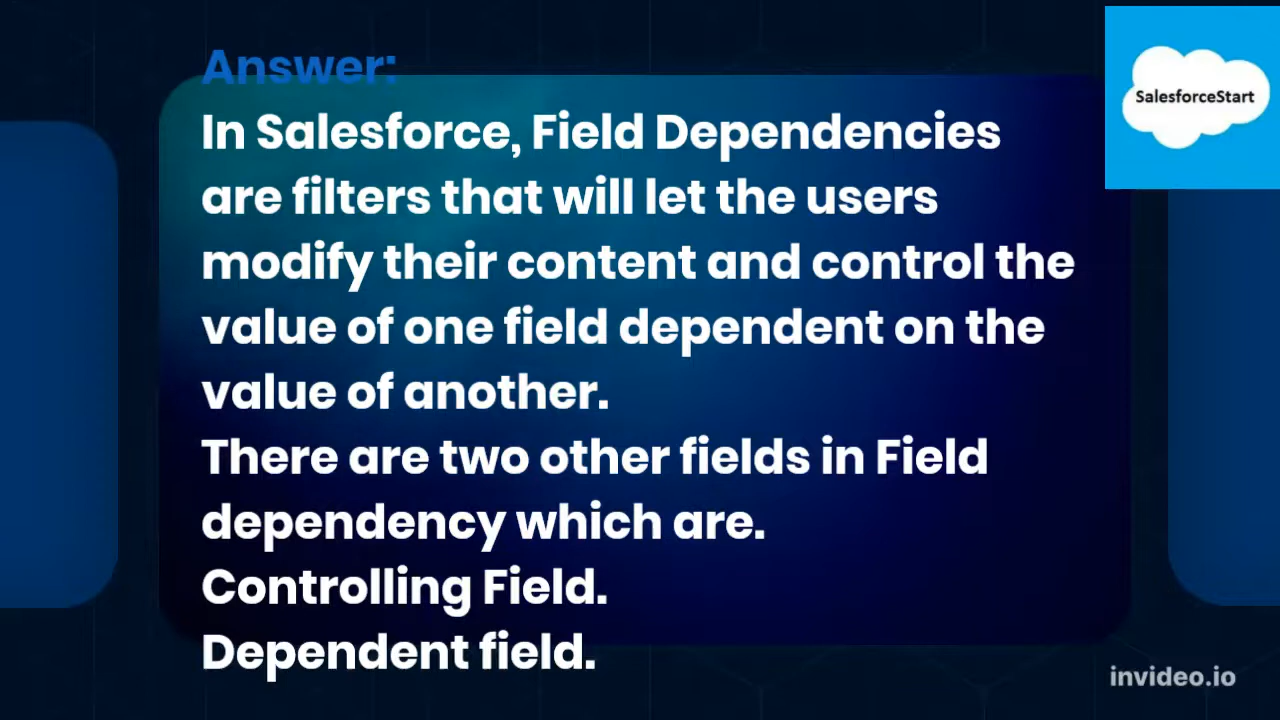 Answer:
SalesforceStart
In Salesforce, Field Dependencies
are filters that will let the users
modify their content and control the
value of one field dependent on the
value of another.
There are two other fields in Field
dependency which are.
Controlling Field.
Dependent field.
invideo.io